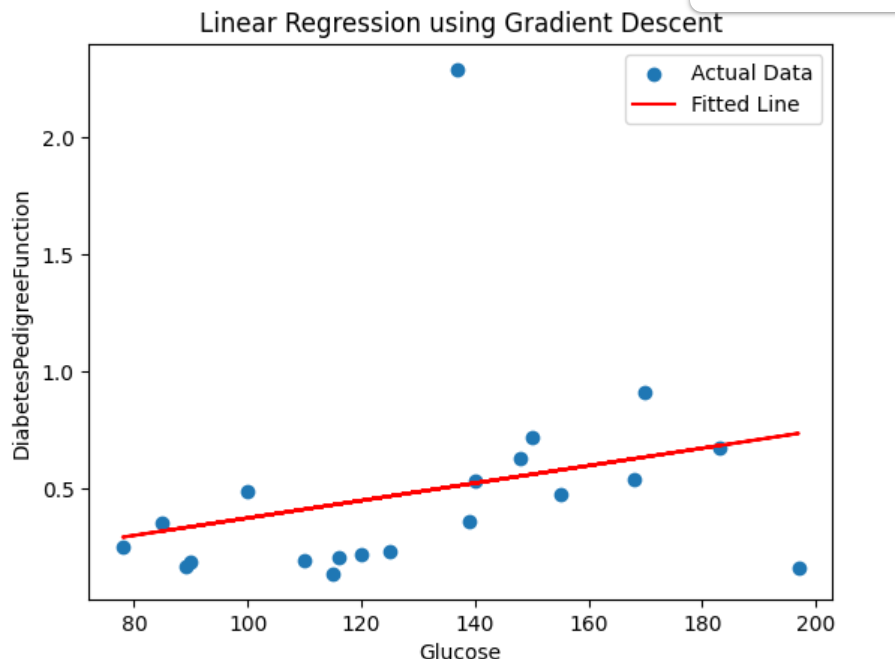 Linear Regression using Gradient Descent
Actual Data
Fitted Line
2.0
1.5
1.0
0.5
DiabetesPedigreeFunction
80 100 120 140 160 180 200
Glucose